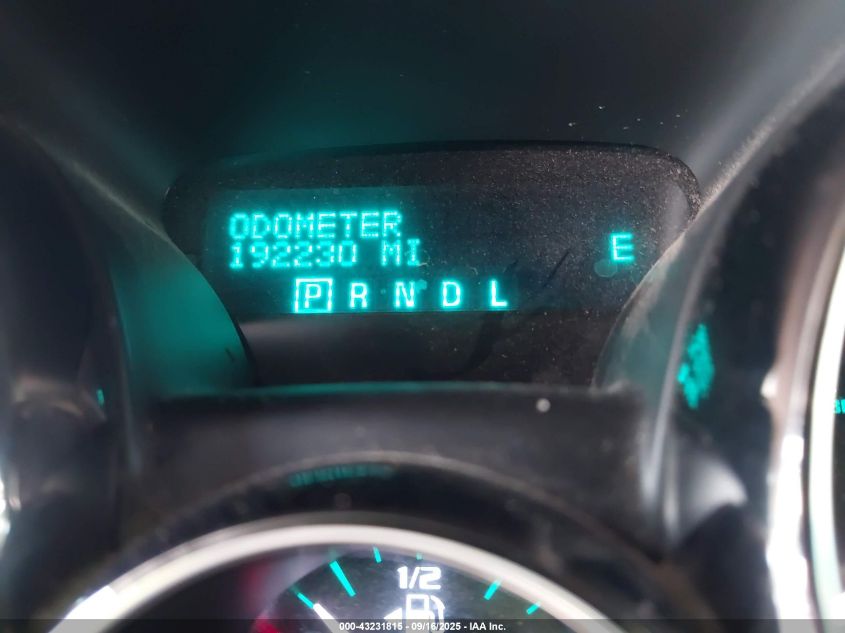 ODOMETER
192230 MI
E
P R N D L
1/2
000-43231815 - 09/16/2025 - IAA Inc.